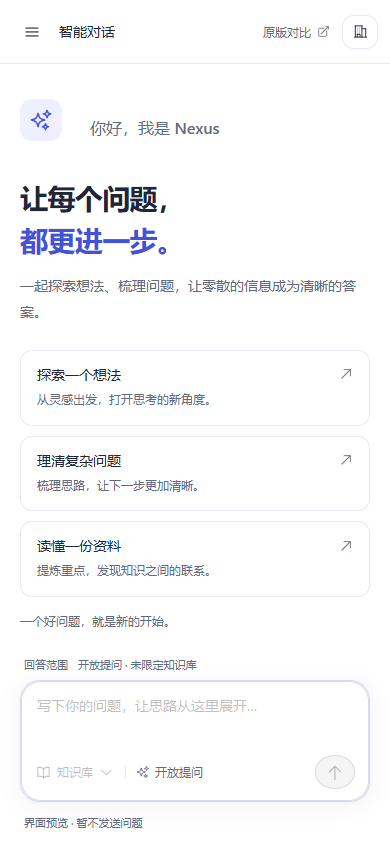 智能对话
原版对比
你好，我是 Nexus
让每个问题，
都更进一步。
一起探索想法、梳理问题，让零散的信息成为清晰的答
案。
探索一个想法
从灵感出发，打开思考的新角度。
理清复杂问题
梳理思路，让下一步更加清晰。
读懂一份资料
提炼重点，发现知识之间的联系。
一个好问题，就是新的开始。
回答范围 开放提问 · 未限定知识库
写下你的问题，让思路从这里展开...
知识库 开放提问
界面预览 · 暂不发送问题